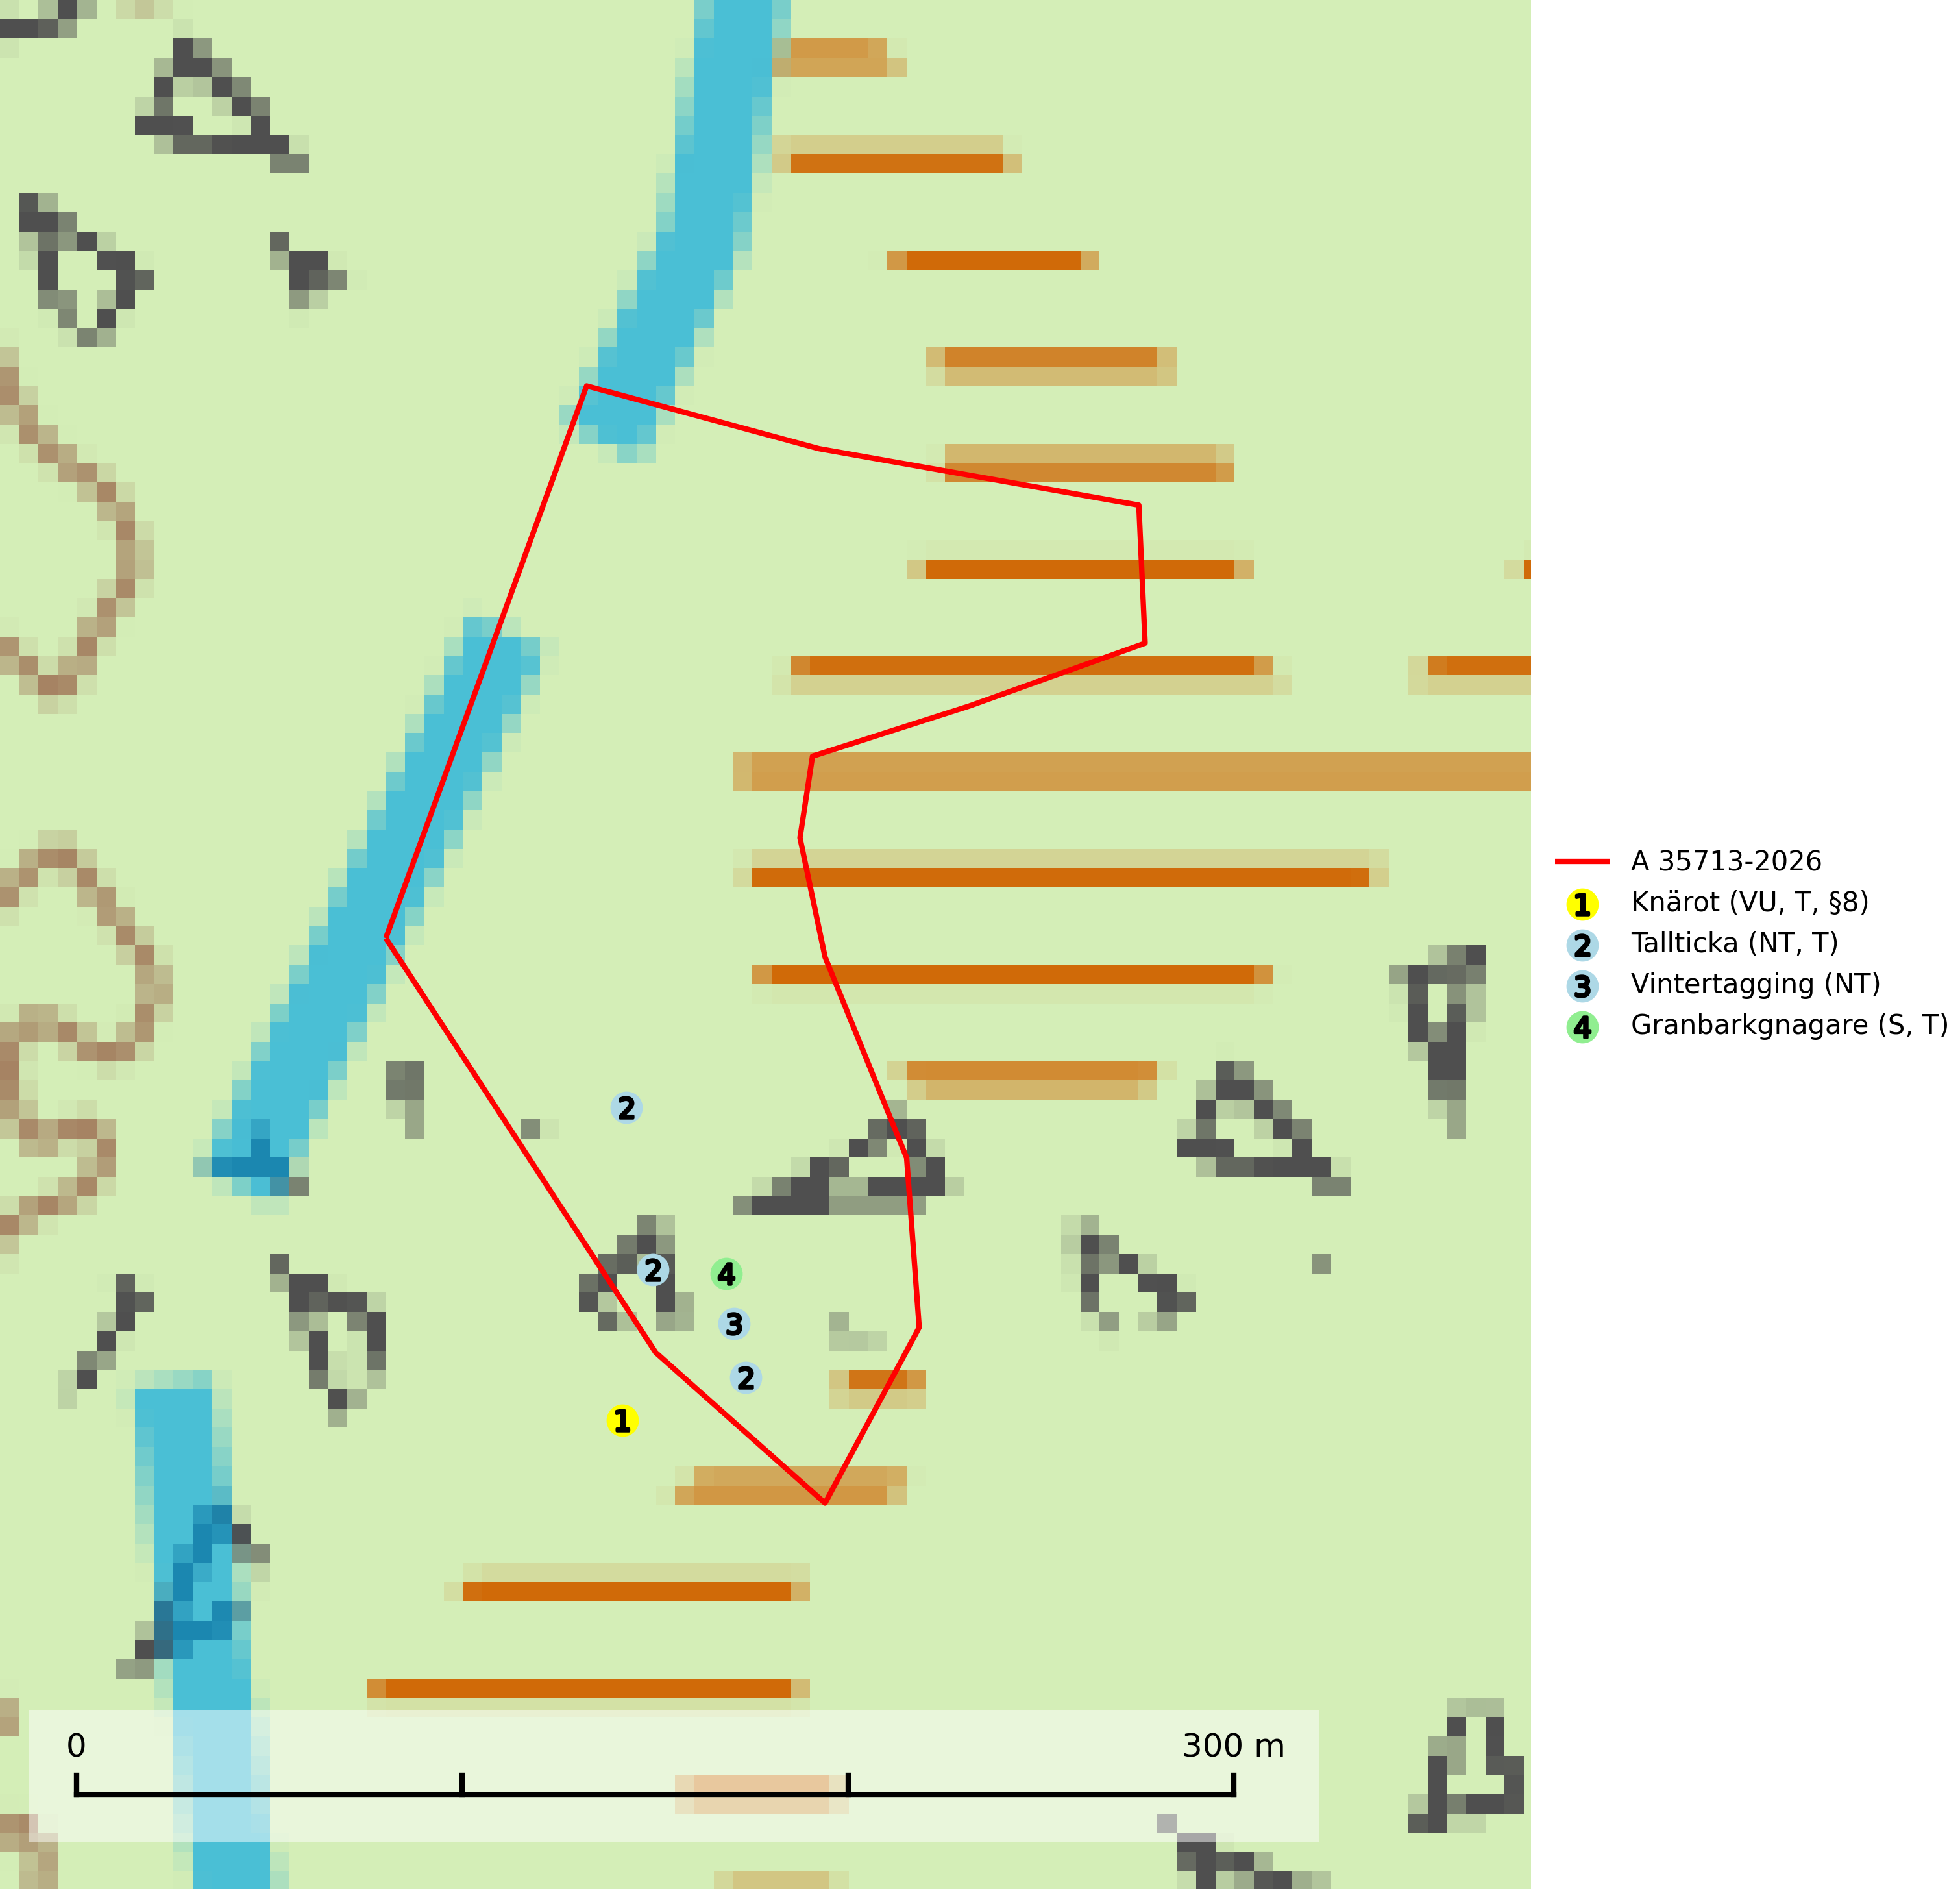 A 35713-2026
1 Knärot (VU, T, §8)
2 Tallticka (NT, T)
3 Vintertagging (NT)
4 Granbarkgnagare (S, T)
2
2
4
3
2
1
0 300 m